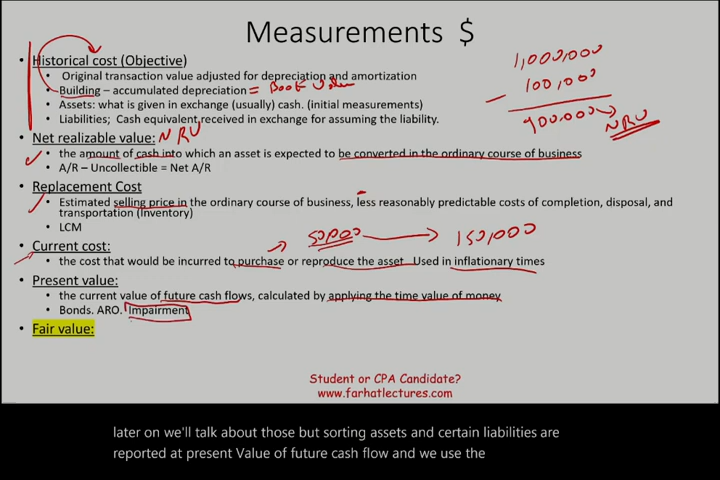 Measurements $
Historical cost (Objective)
Original transaction value adjusted for depreciation and amortization
Building – accumulated depreciation = Book Value
Assets: what is given in exchange (usually) cash. (initial measurements)
Liabilities; Cash equivalent received in exchange for assuming the liability.
1,000,000
100,000
900,000 → NRV
Net realizable value: NRV
the amount of cash into which an asset is expected to be converted in the ordinary course of business
A/R – Uncollectible = Net A/R
Replacement Cost
Estimated selling price in the ordinary course of business, less reasonably predictable costs of completion, disposal, and
transportation (Inventory)
LCM
50,000 → 150,000
Current cost:
the cost that would be incurred to purchase or reproduce the asset Used in inflationary times
Present value:
the current value of future cash flows, calculated by applying the time value of money
Bonds. ARO. Impairment
Fair value:
Student or CPA Candidate?
www.farhatlectures.com
later on we'll talk about those but sorting assets and certain liabilities are
reported at present Value of future cash flow and we use the